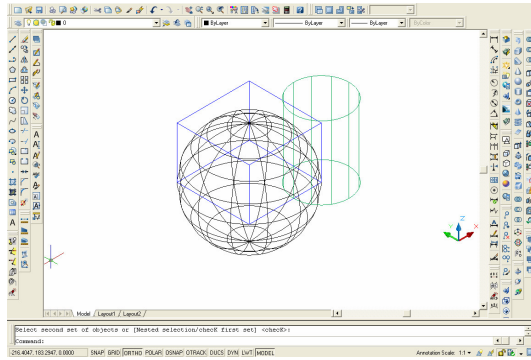 0
ByLayer
ByLayer
ByLayer
ByColor
Z
Y
X
Model
Layout1
Layout2
Select second set of objects or [Nested selection/checK first set] <checK>:
Command:
-216.4047, 183.2947, 0.0000
SNAP GRID ORTHO POLAR OSNAP OTRACK DUCS DYN LWT MODEL
Annotation Scale: 1:1